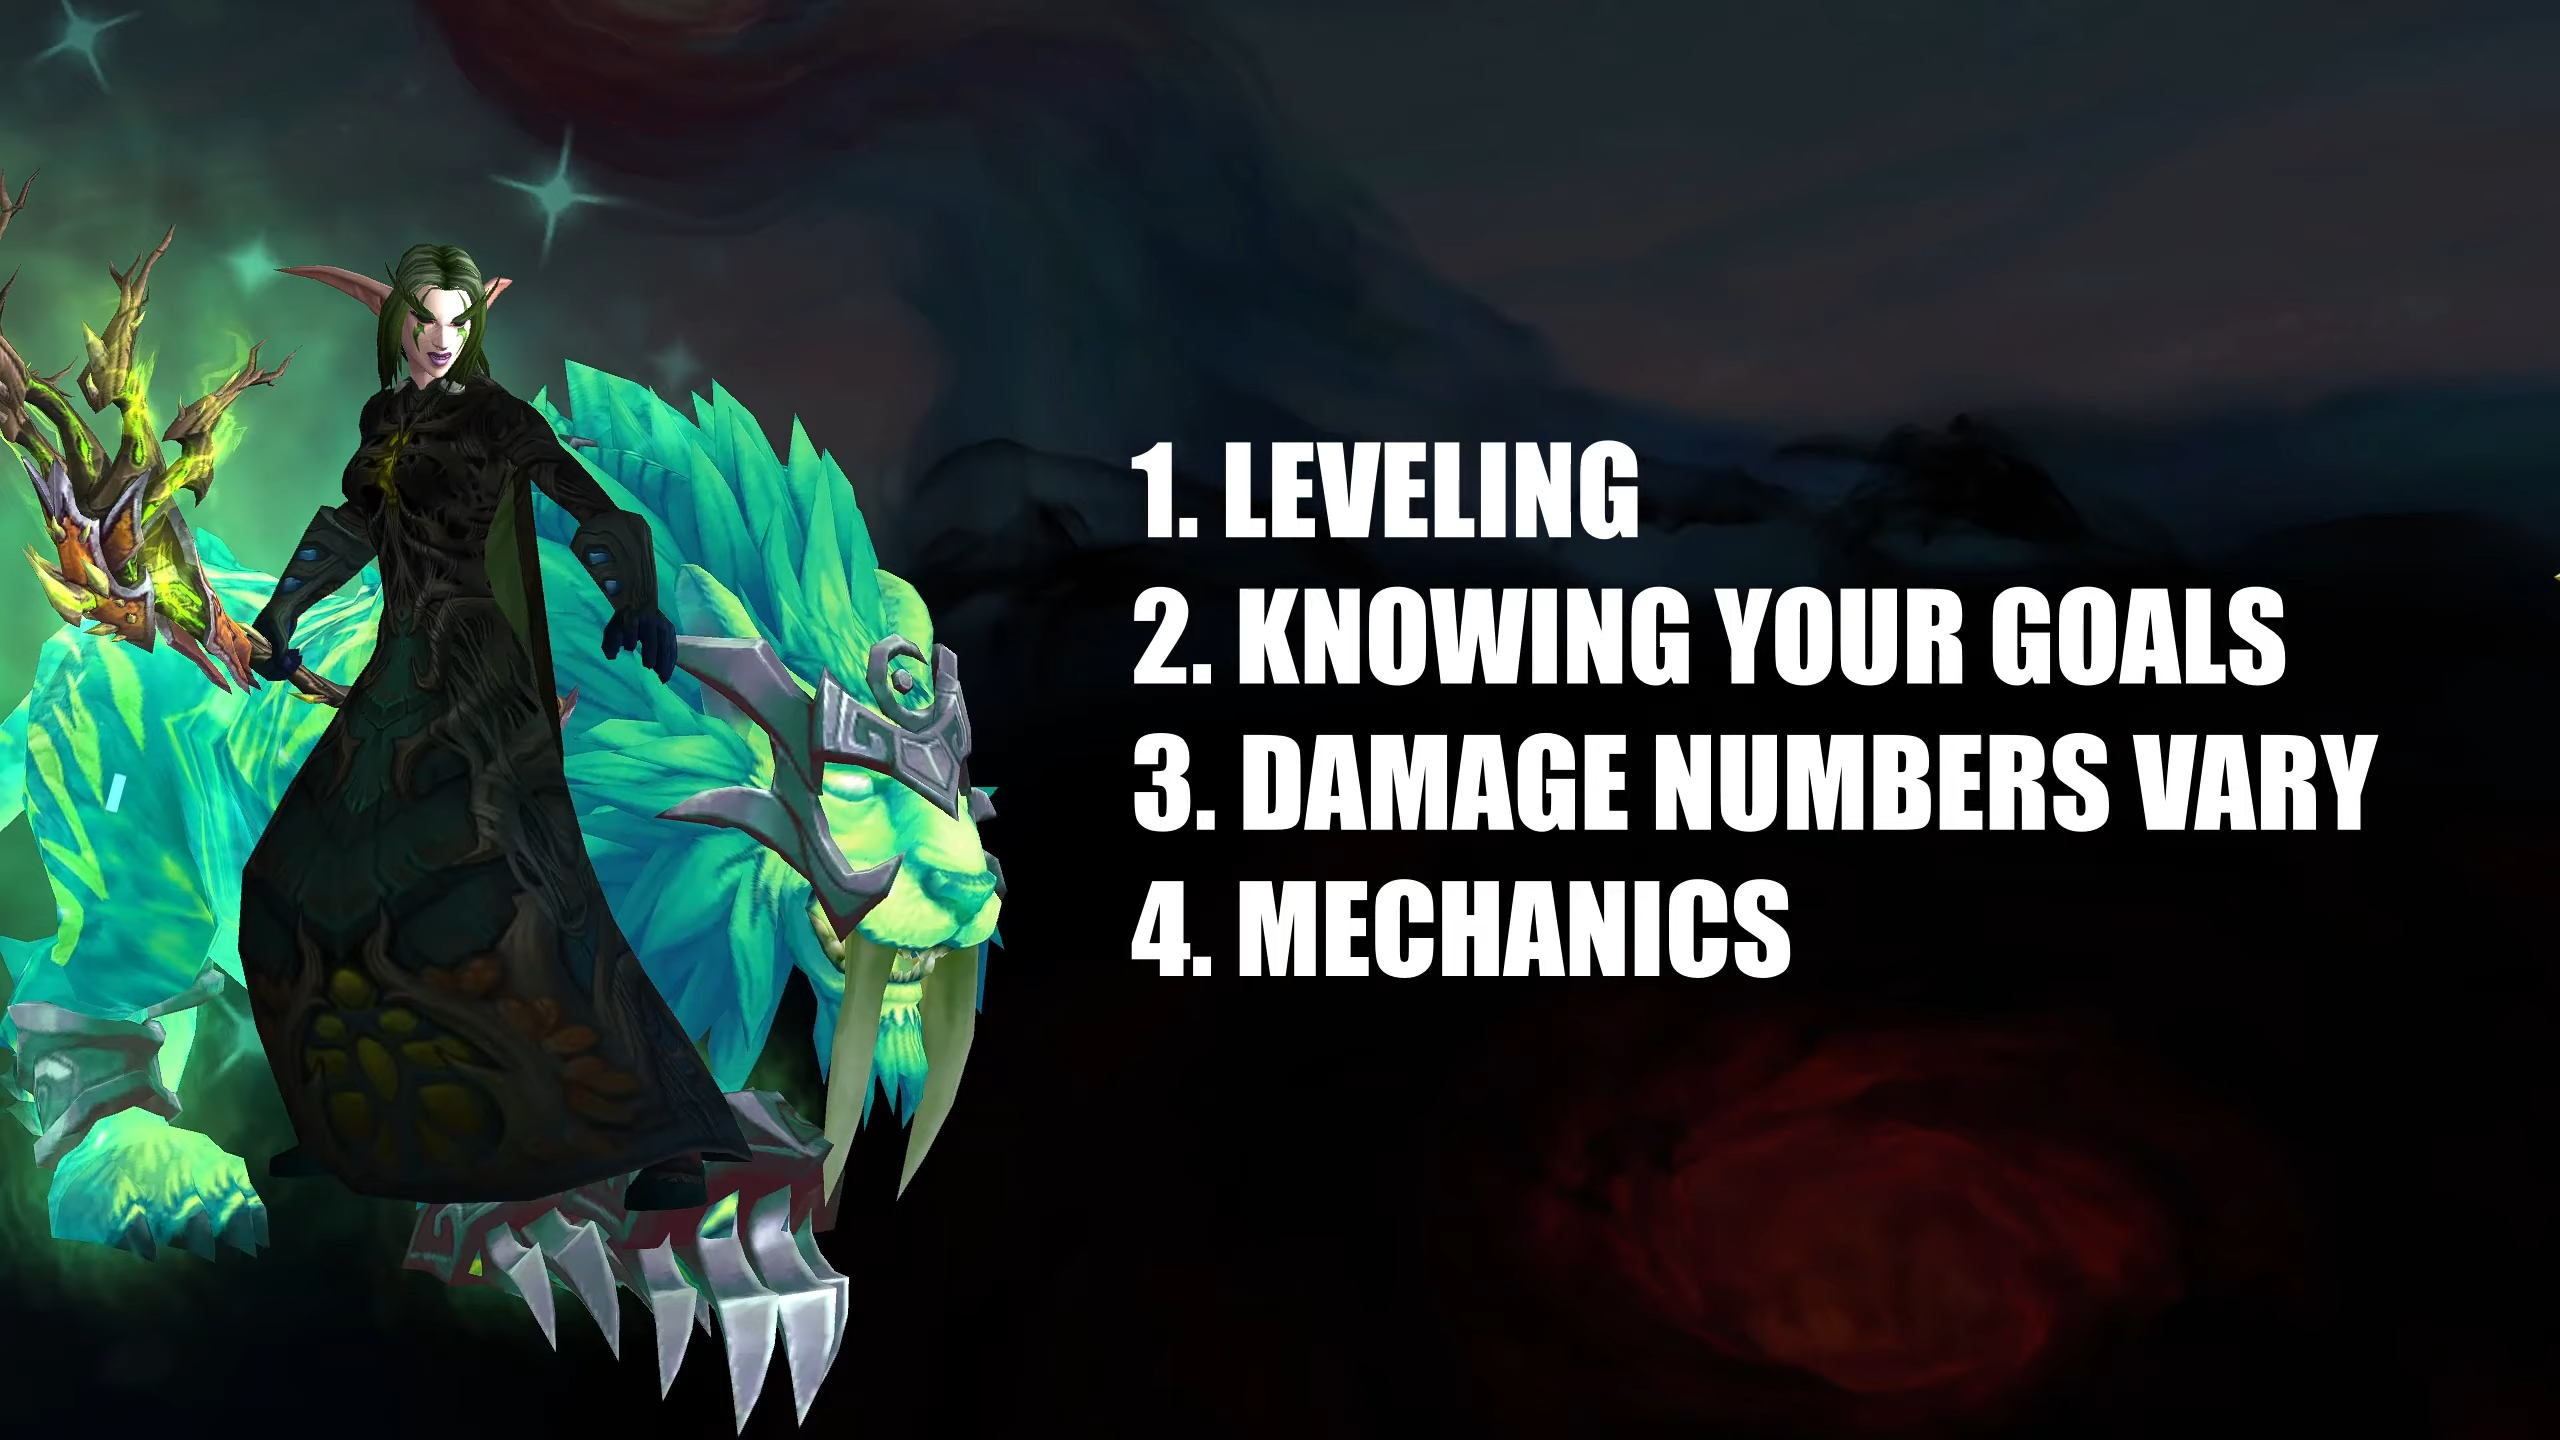 1. LEVELING
2. KNOWING YOUR GOALS
3. DAMAGE NUMBERS VARY
4. MECHANICS